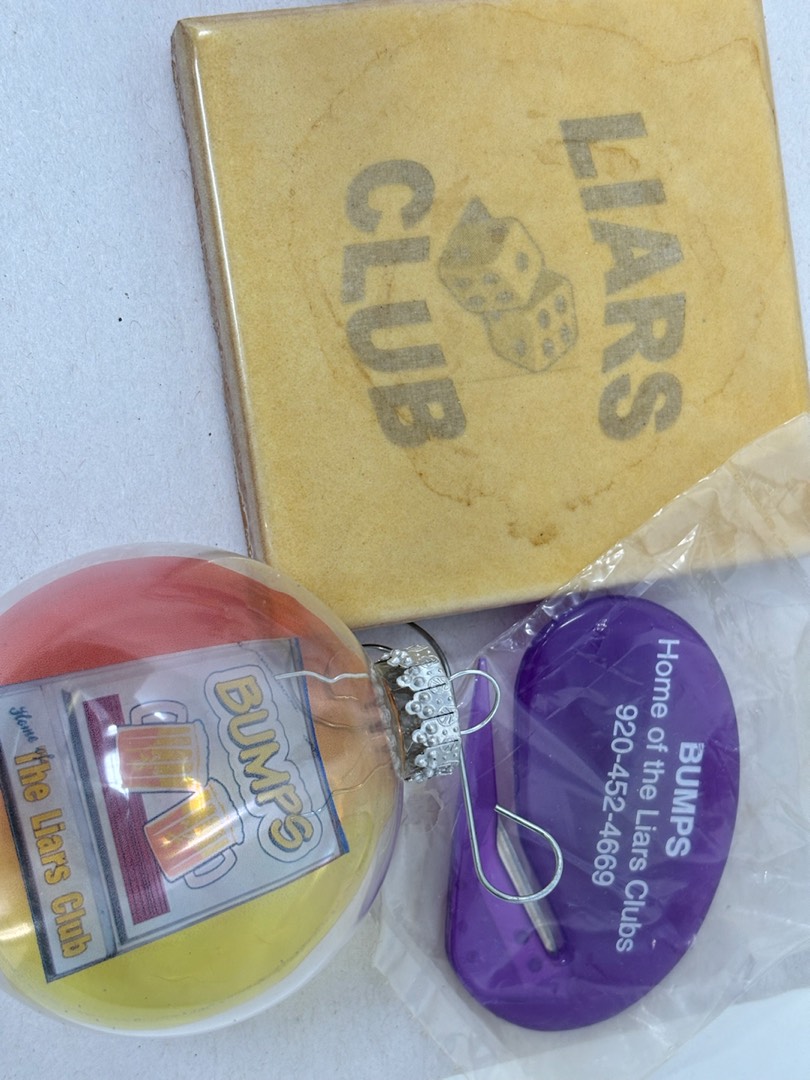 LIARS
CLUB
BUMPS
Home of
The Liars Club
BUMPS
Home of the Liars Clubs
920-452-4669